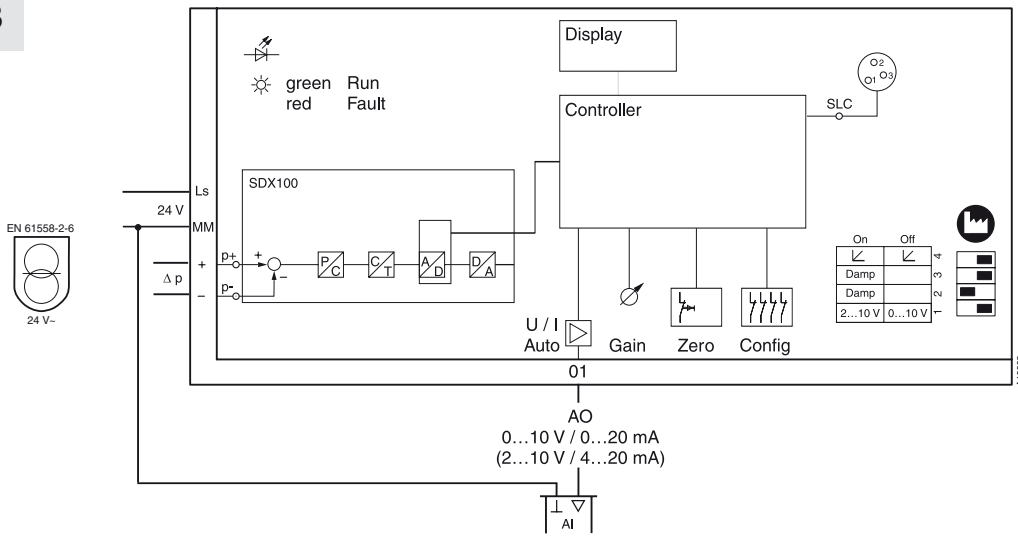 Display
green Run
red Fault
Controller
SLC
O2
O1 O3
SDX100
Ls
24 V
MM
EN 61558-2-6
24 V~
+
Δ p
–
p+
p-
+
–
P/C
C/T
A/D
D/A
On Off
4
Damp 3
Damp 2
2...10 V 0...10 V 1
U / I
Auto
Gain
Zero
Config
01
AO
0...10 V / 0...20 mA
(2...10 V / 4...20 mA)
AI